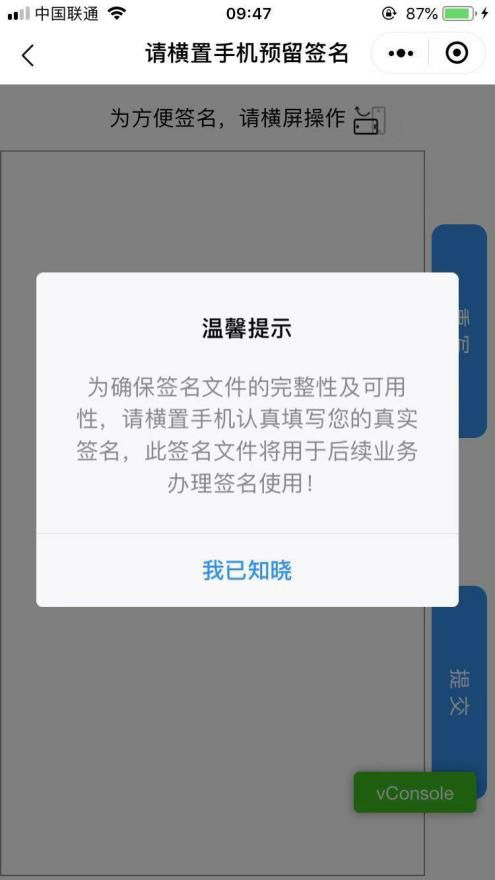 中国联通
09:47
87%
请横置手机预留签名
为方便签名，请横屏操作
温馨提示
为确保签名文件的完整性及可用
性，请横置手机认真填写您的真实
签名，此签名文件将用于后续业务
办理签名使用！
我已知晓
提交
vConsole